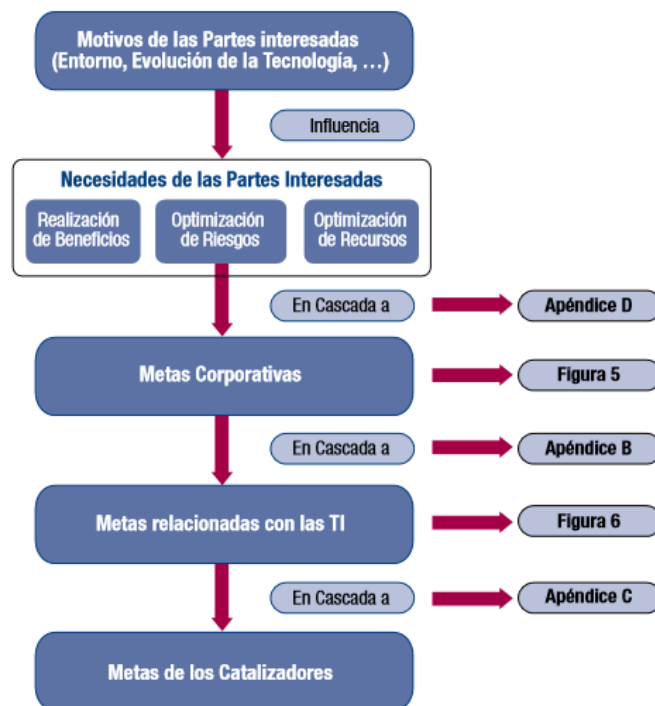 Motivos de las Partes interesadas
(Entorno, Evolución de la Tecnología, …)
Influencia
Necesidades de las Partes Interesadas
Realización
de Beneficios
Optimización
de Riesgos
Optimización
de Recursos
En Cascada a
Apéndice D
Metas Corporativas
Figura 5
En Cascada a
Apéndice B
Metas relacionadas con las TI
Figura 6
En Cascada a
Apéndice C
Metas de los Catalizadores